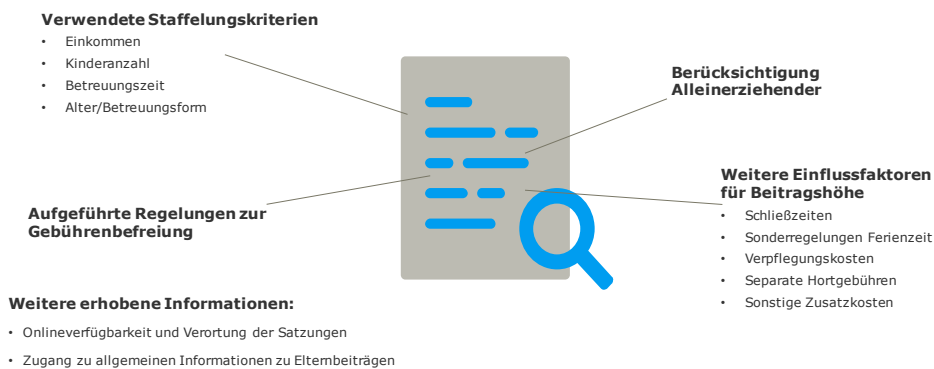 Verwendete Staffelungskriterien
• Einkommen
• Kinderanzahl
• Betreuungszeit
• Alter/Betreuungsform
Berücksichtigung
Alleinerziehender
Aufgeführte Regelungen zur
Gebührenbefreiung
Weitere Einflussfaktoren
für Beitragshöhe
• Schließzeiten
• Sonderregelungen Ferienzeit
• Verpflegungskosten
• Separate Hortgebühren
• Sonstige Zusatzkosten
Weitere erhobene Informationen:
• Onlineverfügbarkeit und Verortung der Satzungen
• Zugang zu allgemeinen Informationen zu Elternbeiträgen